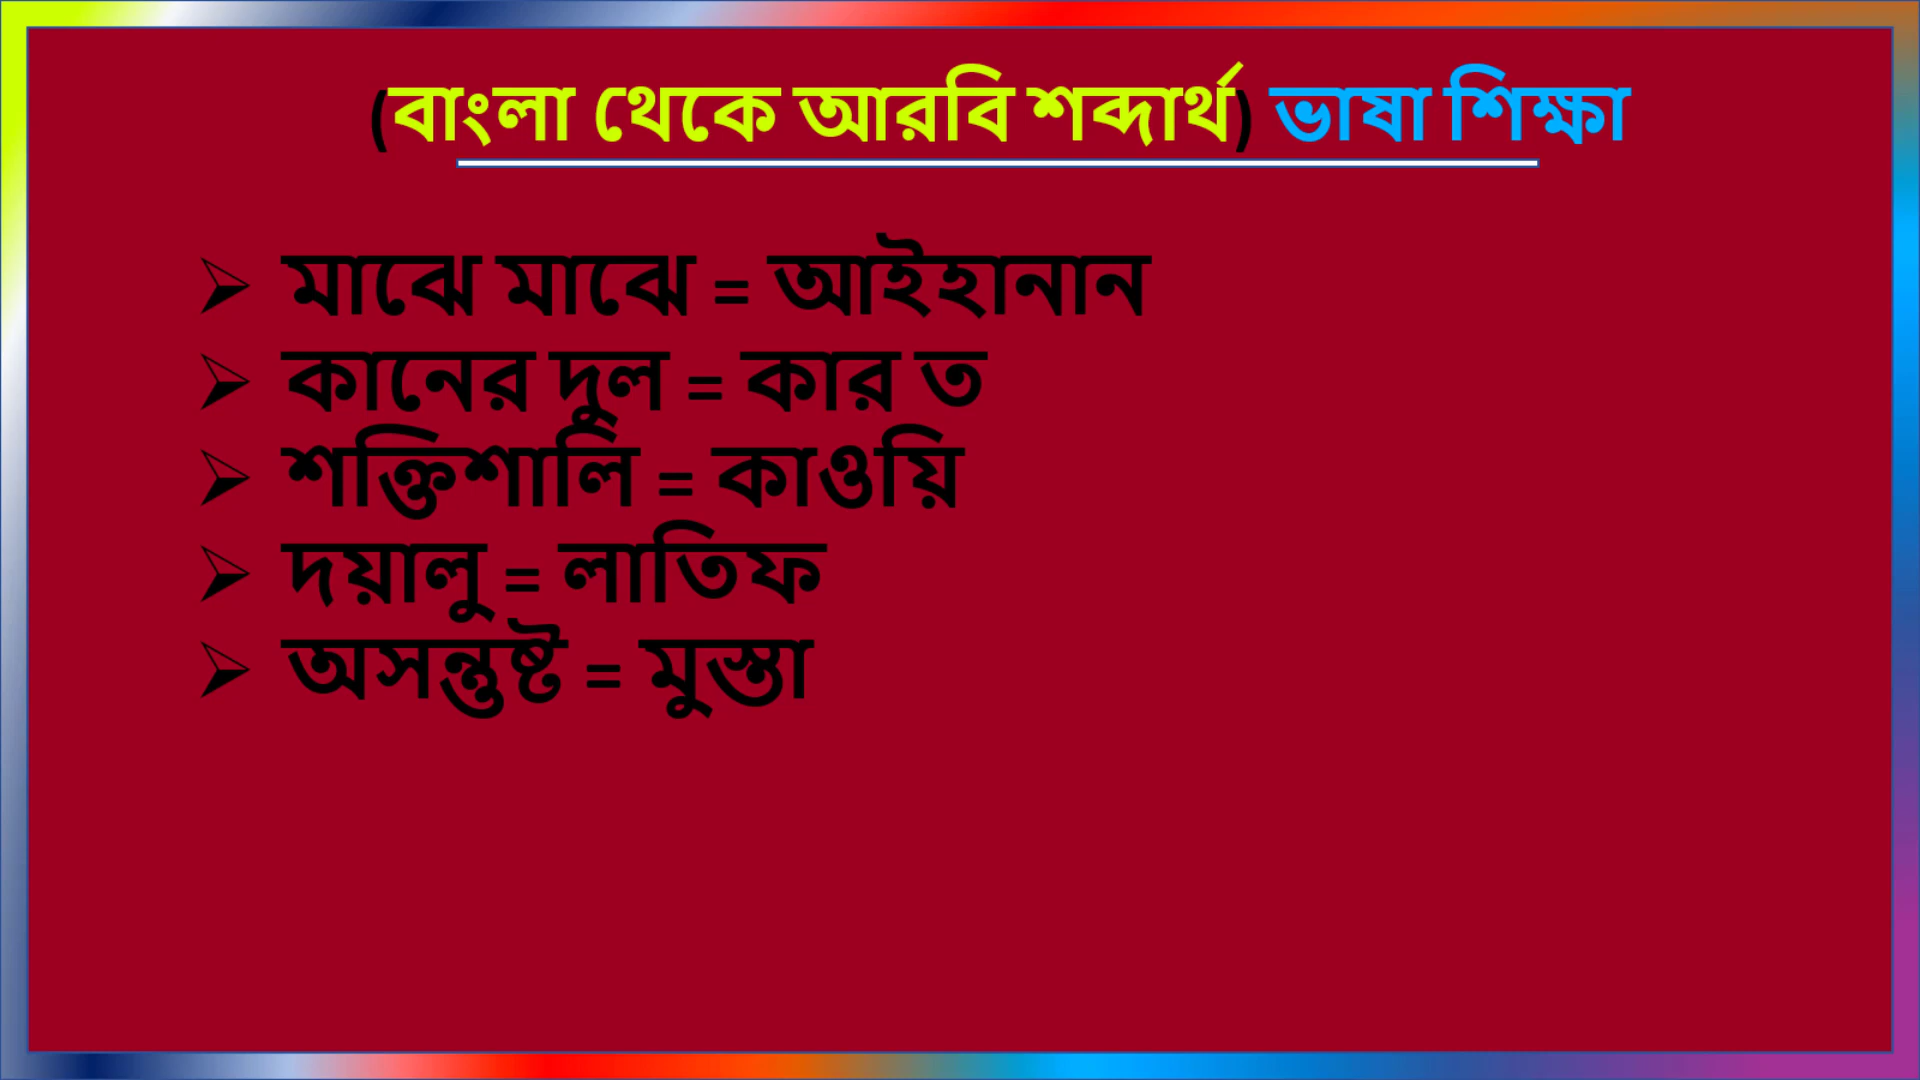 (বাংলা থেকে আরবি শব্দার্থ) ভাষা শিক্ষা
➢ মাঝে মাঝে = আইহানান
➢ কানের দুল = কার ত
➢ শক্তিশালি = কাওয়ি
➢ দয়ালু = লাতিফ
➢ অসন্তুষ্ট = মুস্তা